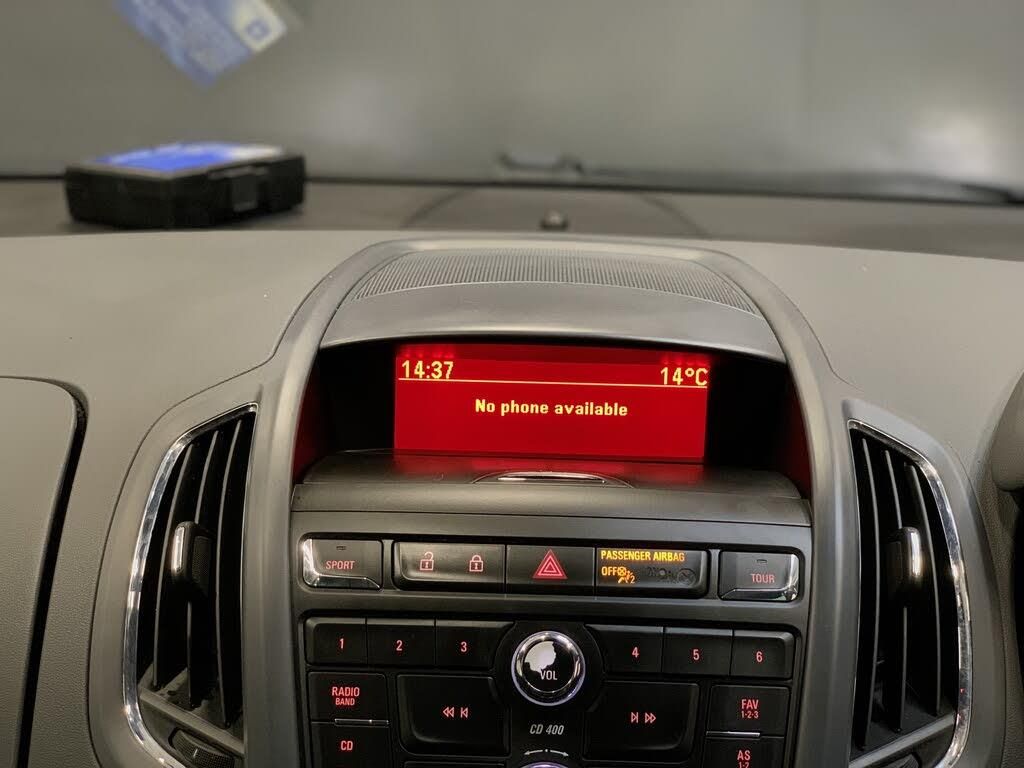 14:37 14°C
No phone available
SPORT
PASSENGER AIRBAG
OFF 2
TOUR
1 2 3 4 5 6
VOL
RADIO
BAND
FAV
1-2-3
CD 400
CD
AS
1-2